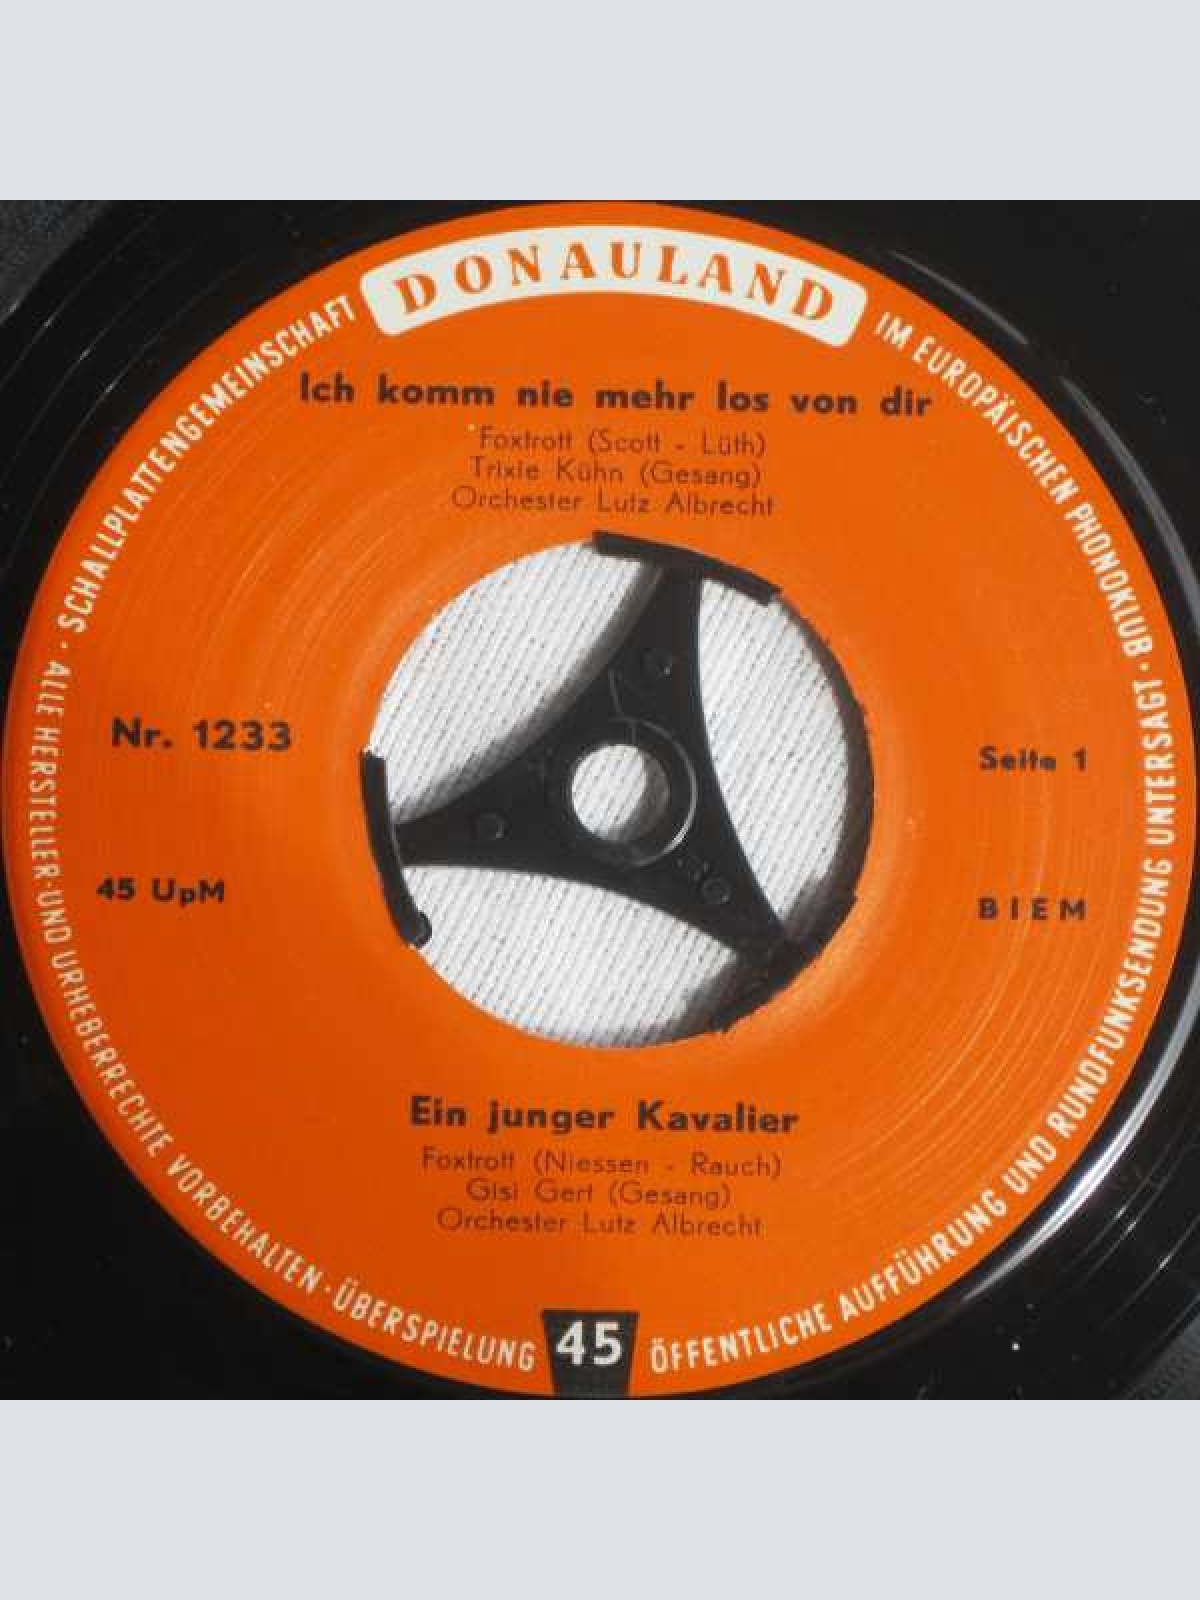 DONAULAND
SCHALLPLATTENGEMEINSCHAFT
IM EUROPÄISCHEN PHONOKLUB · ÖFFENTLICHE AUFFÜHRUNG UND RUNDFUNKSENDUNG UNTERSAGT
Ich komm nie mehr los von dir
Foxtrott (Scott - Lüth)
Trixie Kühn (Gesang)
Orchester Lutz Albrecht
Nr. 1233
Seite 1
45 UpM
BIEM
Ein junger Kavalier
Foxtrott (Niessen - Rauch)
Gisi Gert (Gesang)
Orchester Lutz Albrecht
· ALLE HERSTELLER-UND URHEBERRECHTE VORBEHALTEN · ÜBERSPIELUNG
45